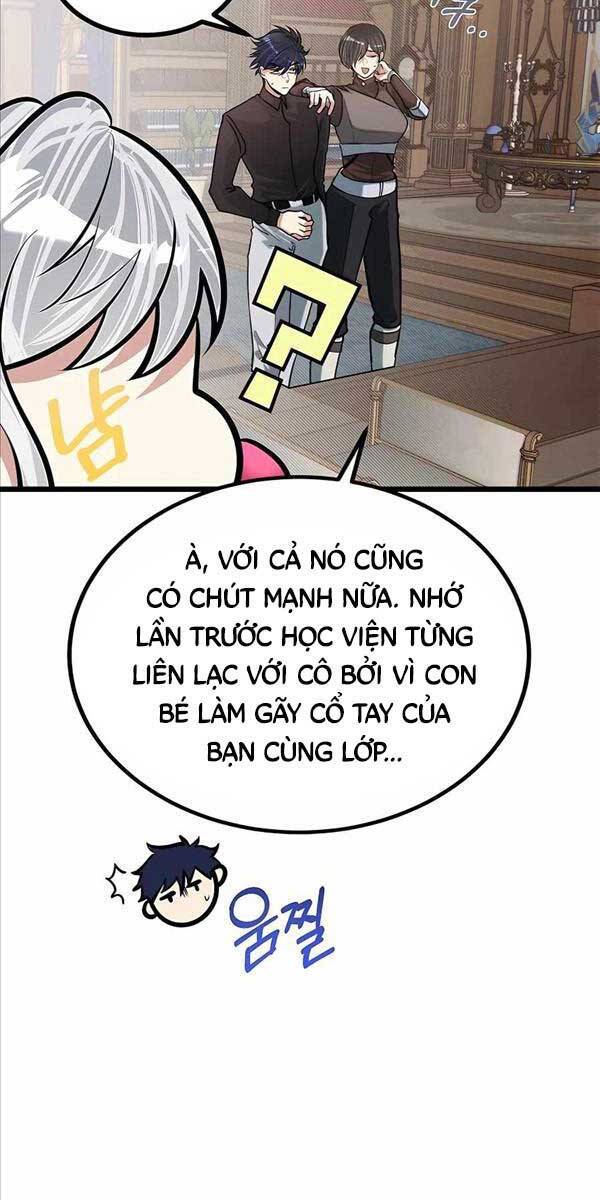 ?
냠
À, VỚI CẢ NÓ CŨNG
CÓ CHÚT MẠNH NỮA. NHỚ
LẦN TRƯỚC HỌC VIỆN TỪNG
LIÊN LẠC VỚI CÔ BỞI VÌ CON
BÉ LÀM GÃY CỔ TAY CỦA
BẠN CÙNG LỚP...
움찔